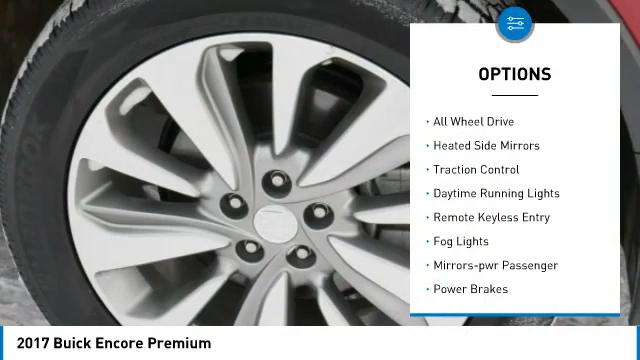 OPTIONS
• All Wheel Drive
• Heated Side Mirrors
• Traction Control
• Daytime Running Lights
• Remote Keyless Entry
• Fog Lights
• Mirrors-pwr Passenger
• Power Brakes
2017 Buick Encore Premium